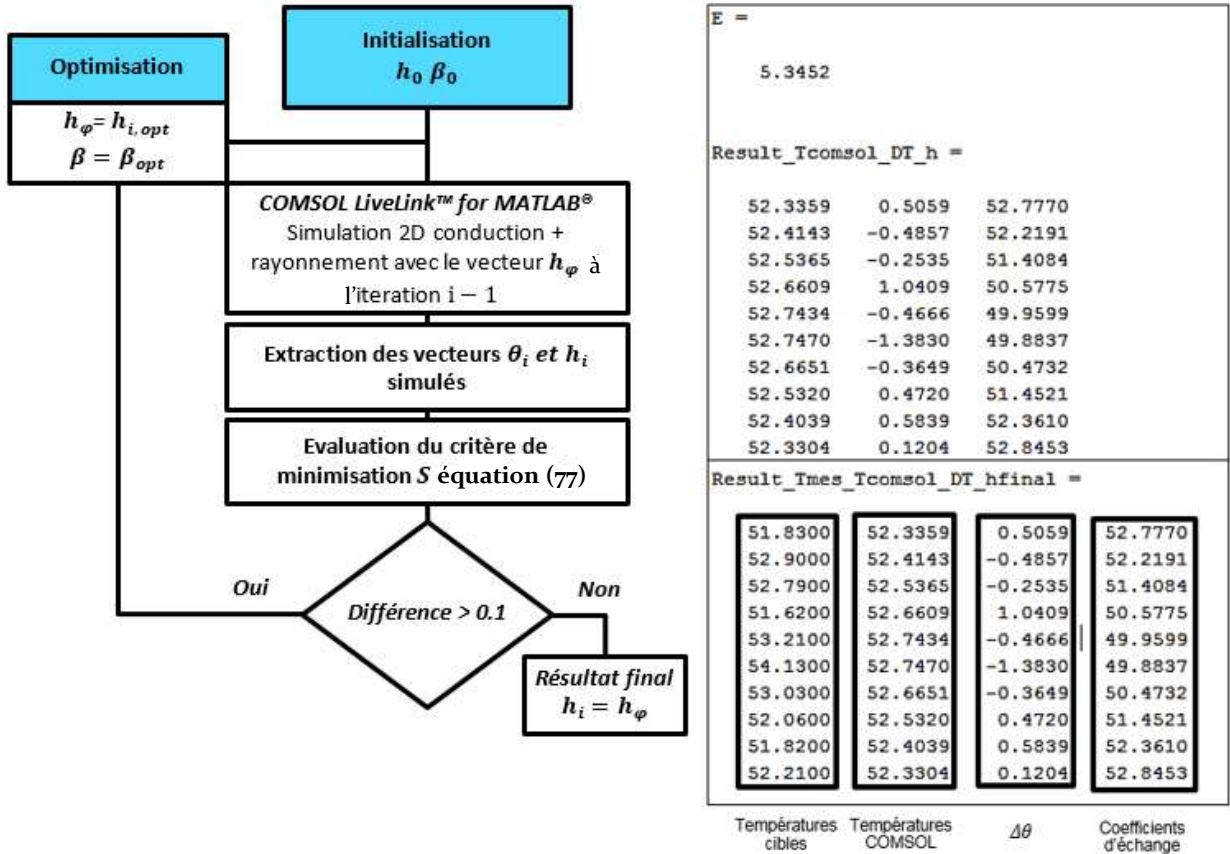 Optimisation
h_φ= h_{i,opt}
β = β_{opt}
Initialisation
h₀ β₀
COMSOL LiveLink™ for MATLAB®
Simulation 2D conduction +
rayonnement avec le vecteur h_φ à
l'iteration i − 1
Extraction des vecteurs θ_i et h_i
simulés
Evaluation du critère de
minimisation S équation (77)
Oui
Différence > 0.1
Non
Résultat final
h_i = h_φ
E =
5.3452
Result_Tcomsol_DT_h =
52.3359 0.5059 52.7770
52.4143 -0.4857 52.2191
52.5365 -0.2535 51.4084
52.6609 1.0409 50.5775
52.7434 -0.4666 49.9599
52.7470 -1.3830 49.8837
52.6651 -0.3649 50.4732
52.5320 0.4720 51.4521
52.4039 0.5839 52.3610
52.3304 0.1204 52.8453
Result_Tmes_Tcomsol_DT_hfinal =
51.8300 52.3359 0.5059 52.7770
52.9000 52.4143 -0.4857 52.2191
52.7900 52.5365 -0.2535 51.4084
51.6200 52.6609 1.0409 50.5775
53.2100 52.7434 -0.4666 49.9599
54.1300 52.7470 -1.3830 49.8837
53.0300 52.6651 -0.3649 50.4732
52.0600 52.5320 0.4720 51.4521
51.8200 52.4039 0.5839 52.3610
52.2100 52.3304 0.1204 52.8453
Températures cibles
Températures COMSOL
Δθ
Coefficients d'échange